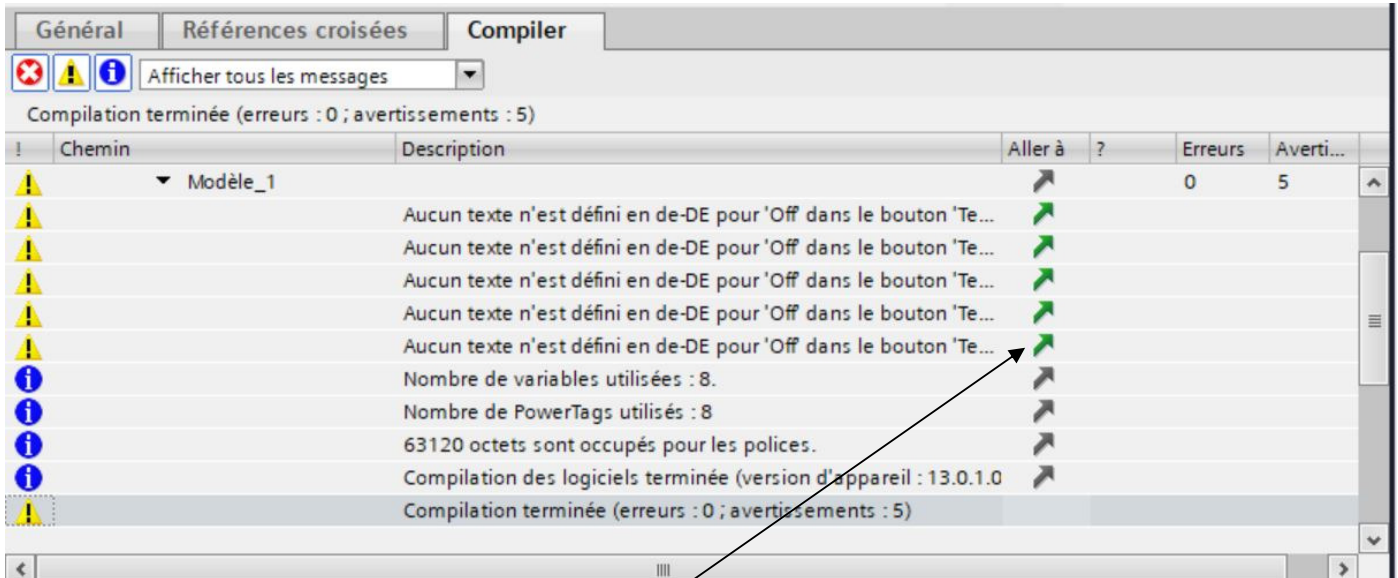 Général Références croisées Compiler
Afficher tous les messages
Compilation terminée (erreurs : 0 ; avertissements : 5)
! Chemin Description Aller à ? Erreurs Averti...
Modèle_1 0 5
Aucun texte n'est défini en de-DE pour 'Off' dans le bouton 'Te...
Aucun texte n'est défini en de-DE pour 'Off' dans le bouton 'Te...
Aucun texte n'est défini en de-DE pour 'Off' dans le bouton 'Te...
Aucun texte n'est défini en de-DE pour 'Off' dans le bouton 'Te...
Aucun texte n'est défini en de-DE pour 'Off' dans le bouton 'Te...
Nombre de variables utilisées : 8.
Nombre de PowerTags utilisés : 8
63120 octets sont occupés pour les polices.
Compilation des logiciels terminée (version d'appareil : 13.0.1.0
Compilation terminée (erreurs : 0 ; avertissements : 5)